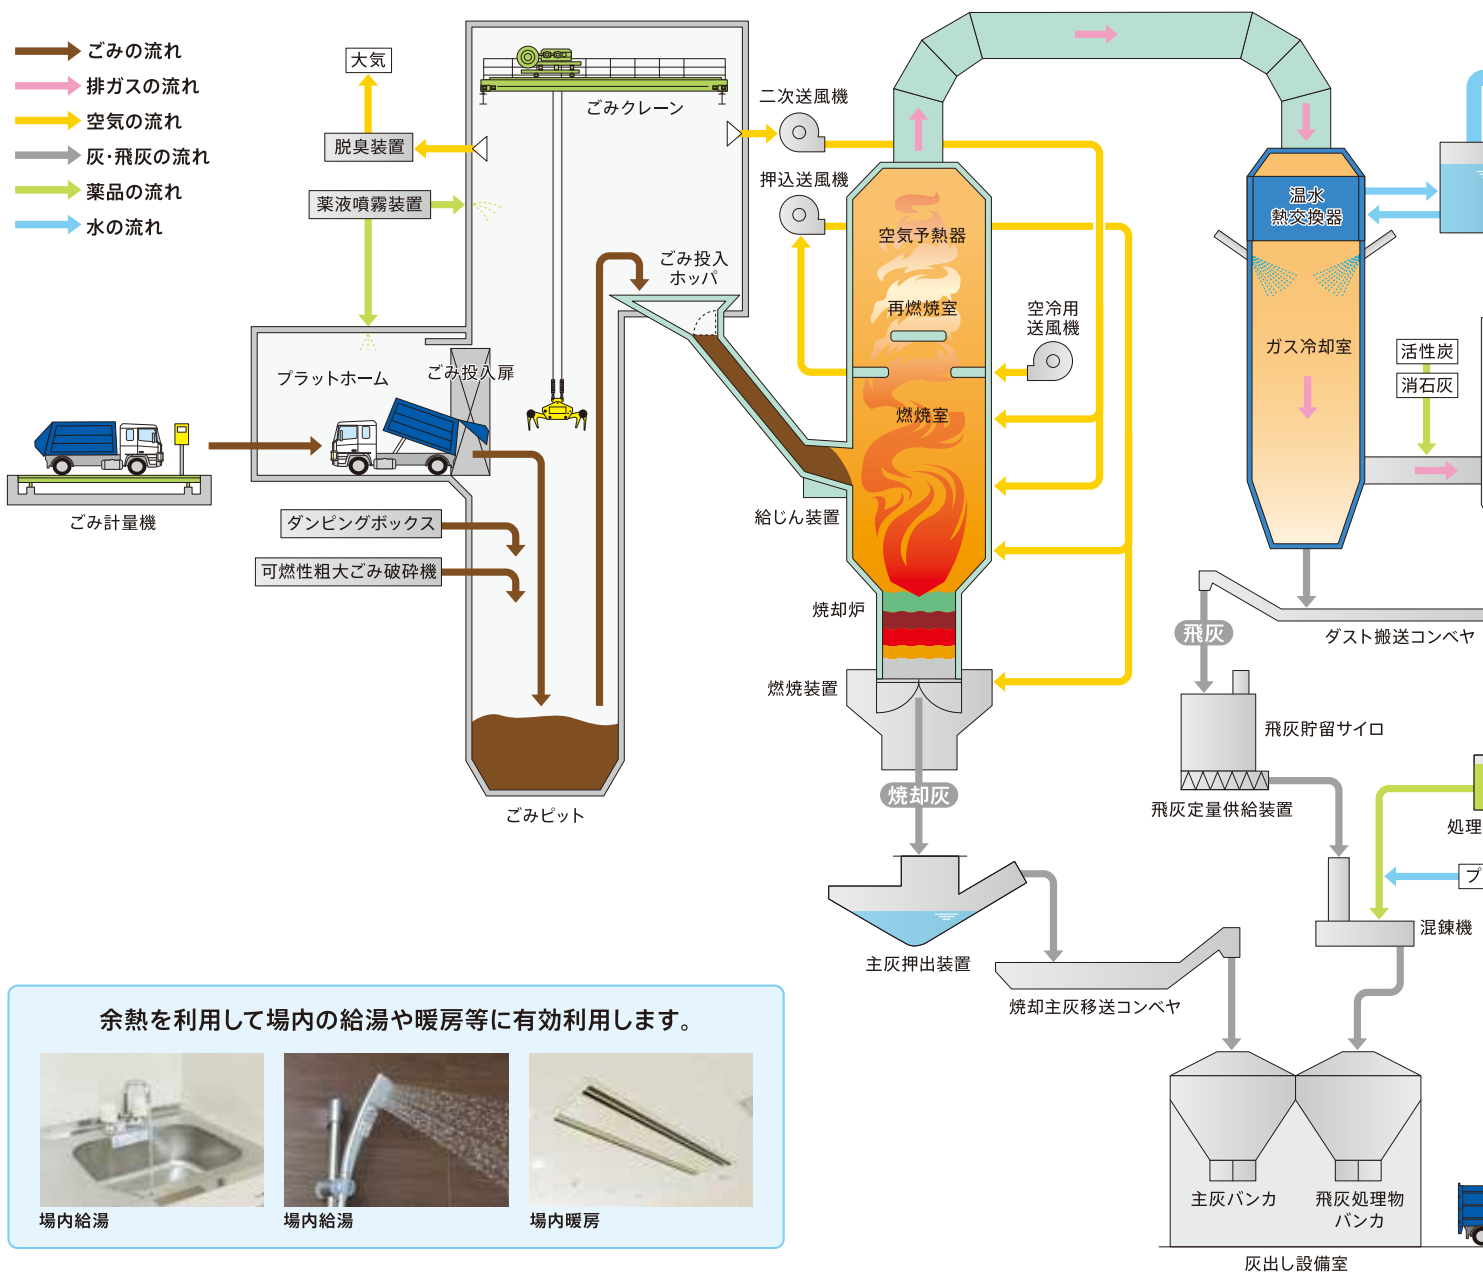 ごみの流れ
排ガスの流れ
空気の流れ
灰・飛灰の流れ
薬品の流れ
水の流れ
大気
脱臭装置
薬液噴霧装置
ごみクレーン
二次送風機
押込送風機
ごみ投入
ホッパ
プラットホーム
ごみ投入扉
ごみ計量機
ダンピングボックス
可燃性粗大ごみ破砕機
ごみピット
空気予熱器
再燃焼室
燃焼室
空冷用
送風機
給じん装置
焼却炉
燃焼装置
焼却灰
主灰押出装置
焼却主灰移送コンベヤ
温水
熱交換器
ガス冷却室
活性炭
消石灰
ダスト搬送コンベヤ
飛灰
飛灰貯留サイロ
飛灰定量供給装置
処理
プ
混錬機
主灰バンカ
飛灰処理物
バンカ
灰出し設備室
余熱を利用して場内の給湯や暖房等に有効利用します。
場内給湯
場内給湯
場内暖房